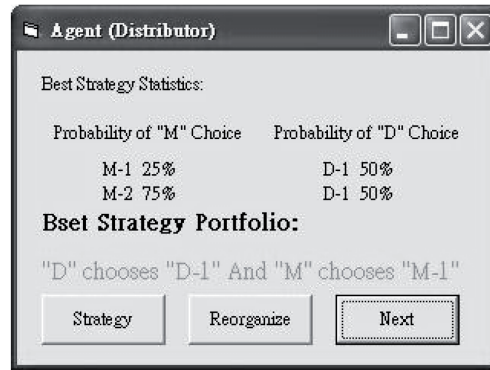 Agent (Distributor)
Best Strategy Statistics:
Probability of "M" Choice Probability of "D" Choice
M-1 25% D-1 50%
M-2 75% D-1 50%
Bset Strategy Portfolio:
"D" chooses "D-1" And "M" chooses "M-1"
Strategy Reorganize Next